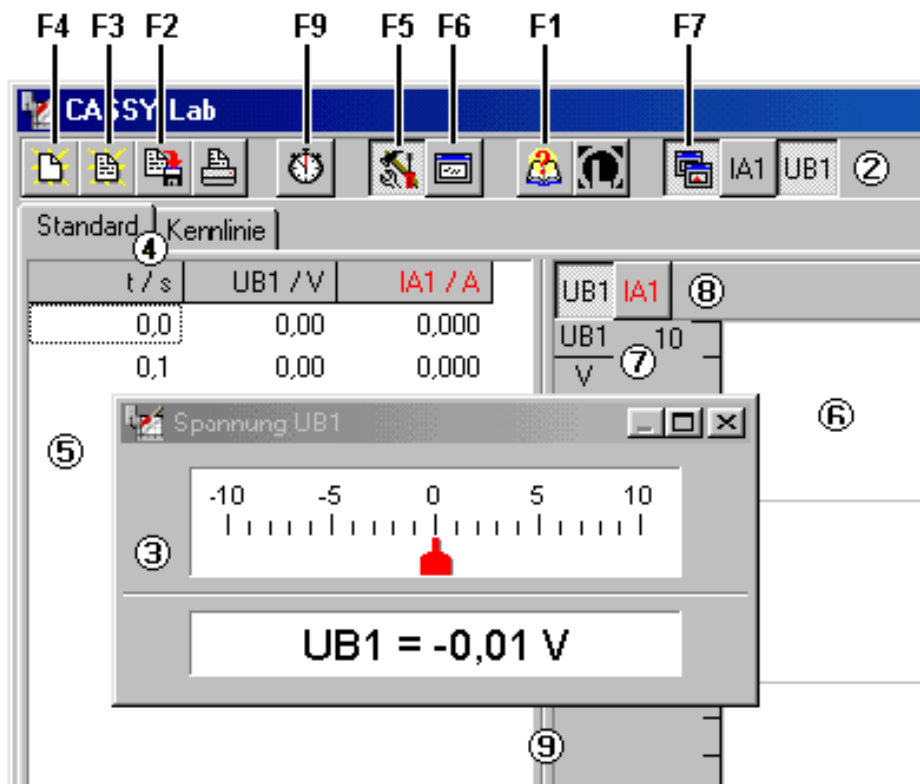 F4 F3 F2 F9 F5 F6 F1 F7
CASSY Lab
IA1 UB1 ②
Standard ④ Kennlinie
t / s UB1 / V IA1 / A
0,0 0,00 0,000
0,1 0,00 0,000
⑤
UB1 IA1 ⑧
UB1 10
V ⑦
⑥
Spannung UB1
-10 -5 0 5 10
③
UB1 = -0,01 V
⑨